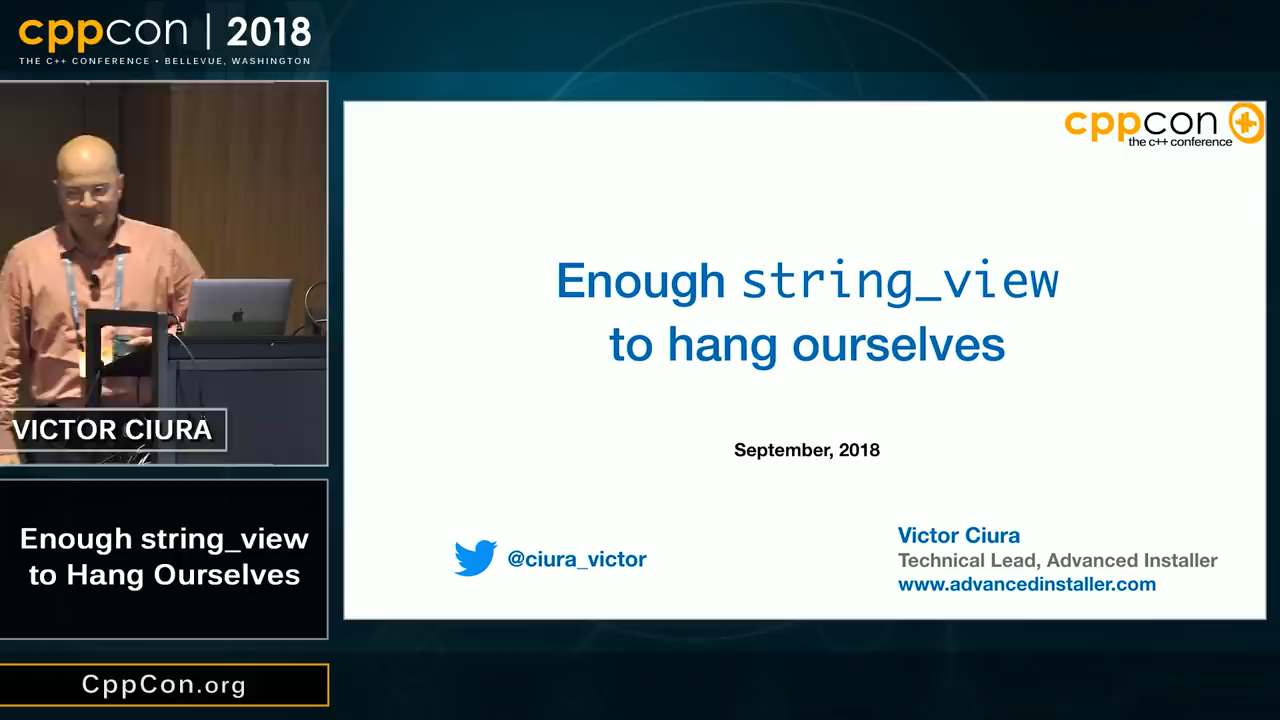 cppcon | 2018
THE C++ CONFERENCE • BELLEVUE, WASHINGTON
VICTOR CIURA
Enough string_view
to Hang Ourselves
CppCon.org
cppcon
the c++ conference
Enough string_view
to hang ourselves
September, 2018
@ciura_victor
Victor Ciura
Technical Lead, Advanced Installer
www.advancedinstaller.com